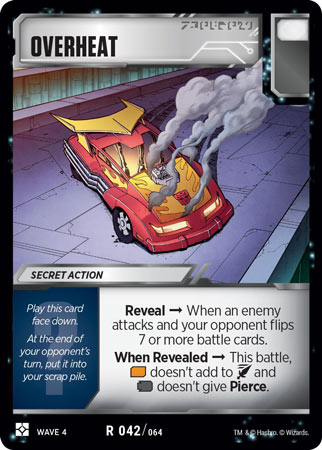 OVERHEAT
SECRET ACTION
Play this card
face down.
At the end of
your opponent's
turn, put it into
your scrap pile.
Reveal → When an enemy
attacks and your opponent flips
7 or more battle cards.
When Revealed → This battle,
doesn't add to and
doesn't give Pierce.
WAVE 4
R 042/064
TM & © Hasbro. © Wizards.